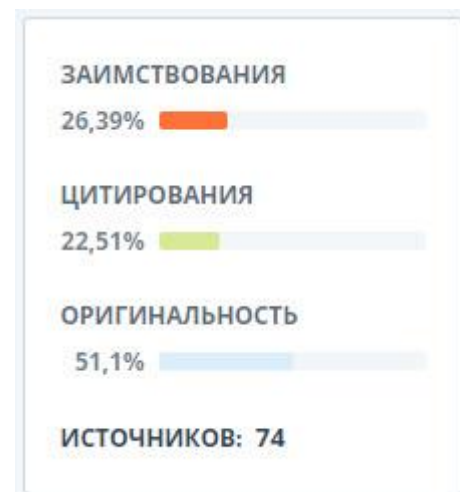 ЗАИМСТВОВАНИЯ
26,39%
ЦИТИРОВАНИЯ
22,51%
ОРИГИНАЛЬНОСТЬ
51,1%
ИСТОЧНИКОВ: 74